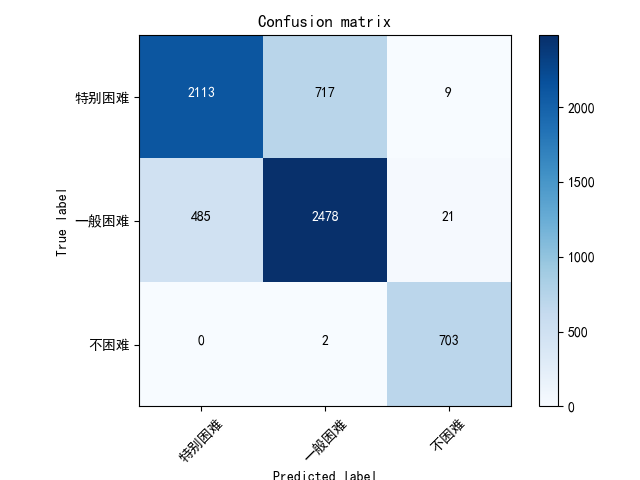 Confusion matrix
特别困难
2113
717
9
2000
一般困难
485
2478
21
1500
1000
不困难
0
2
703
500
0
True label
特别困难
一般困难
不困难
Predicted label